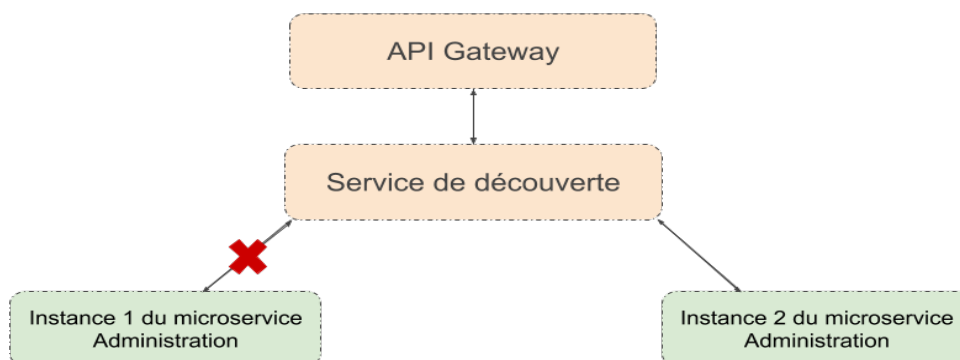 API Gateway
Service de découverte
Instance 1 du microservice
Administration
Instance 2 du microservice
Administration